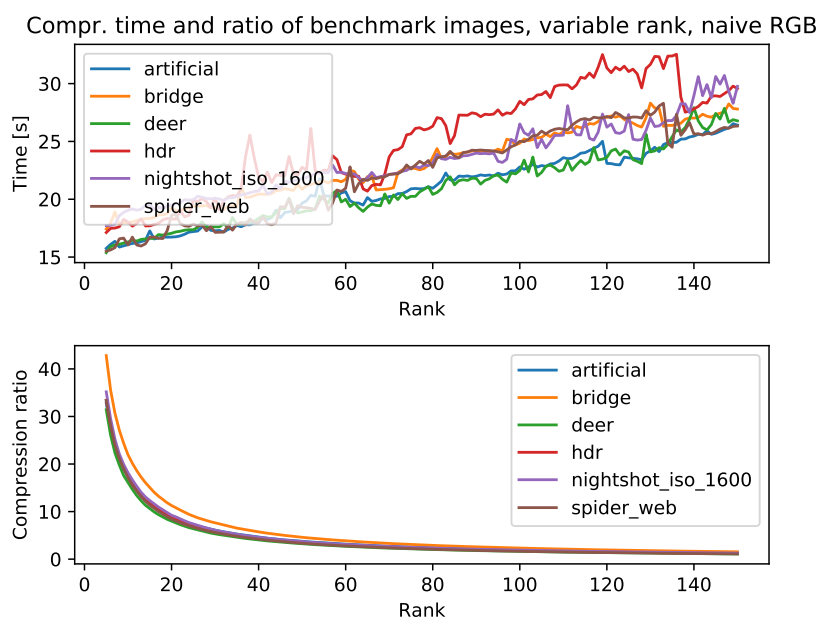 Compr. time and ratio of benchmark images, variable rank, naive RGB
30
25
20
15
Time [s]
artificial
bridge
deer
hdr
nightshot_iso_1600
spider_web
0 20 40 60 80 100 120 140
Rank
40
30
20
10
0
Compression ratio
artificial
bridge
deer
hdr
nightshot_iso_1600
spider_web
0 20 40 60 80 100 120 140
Rank